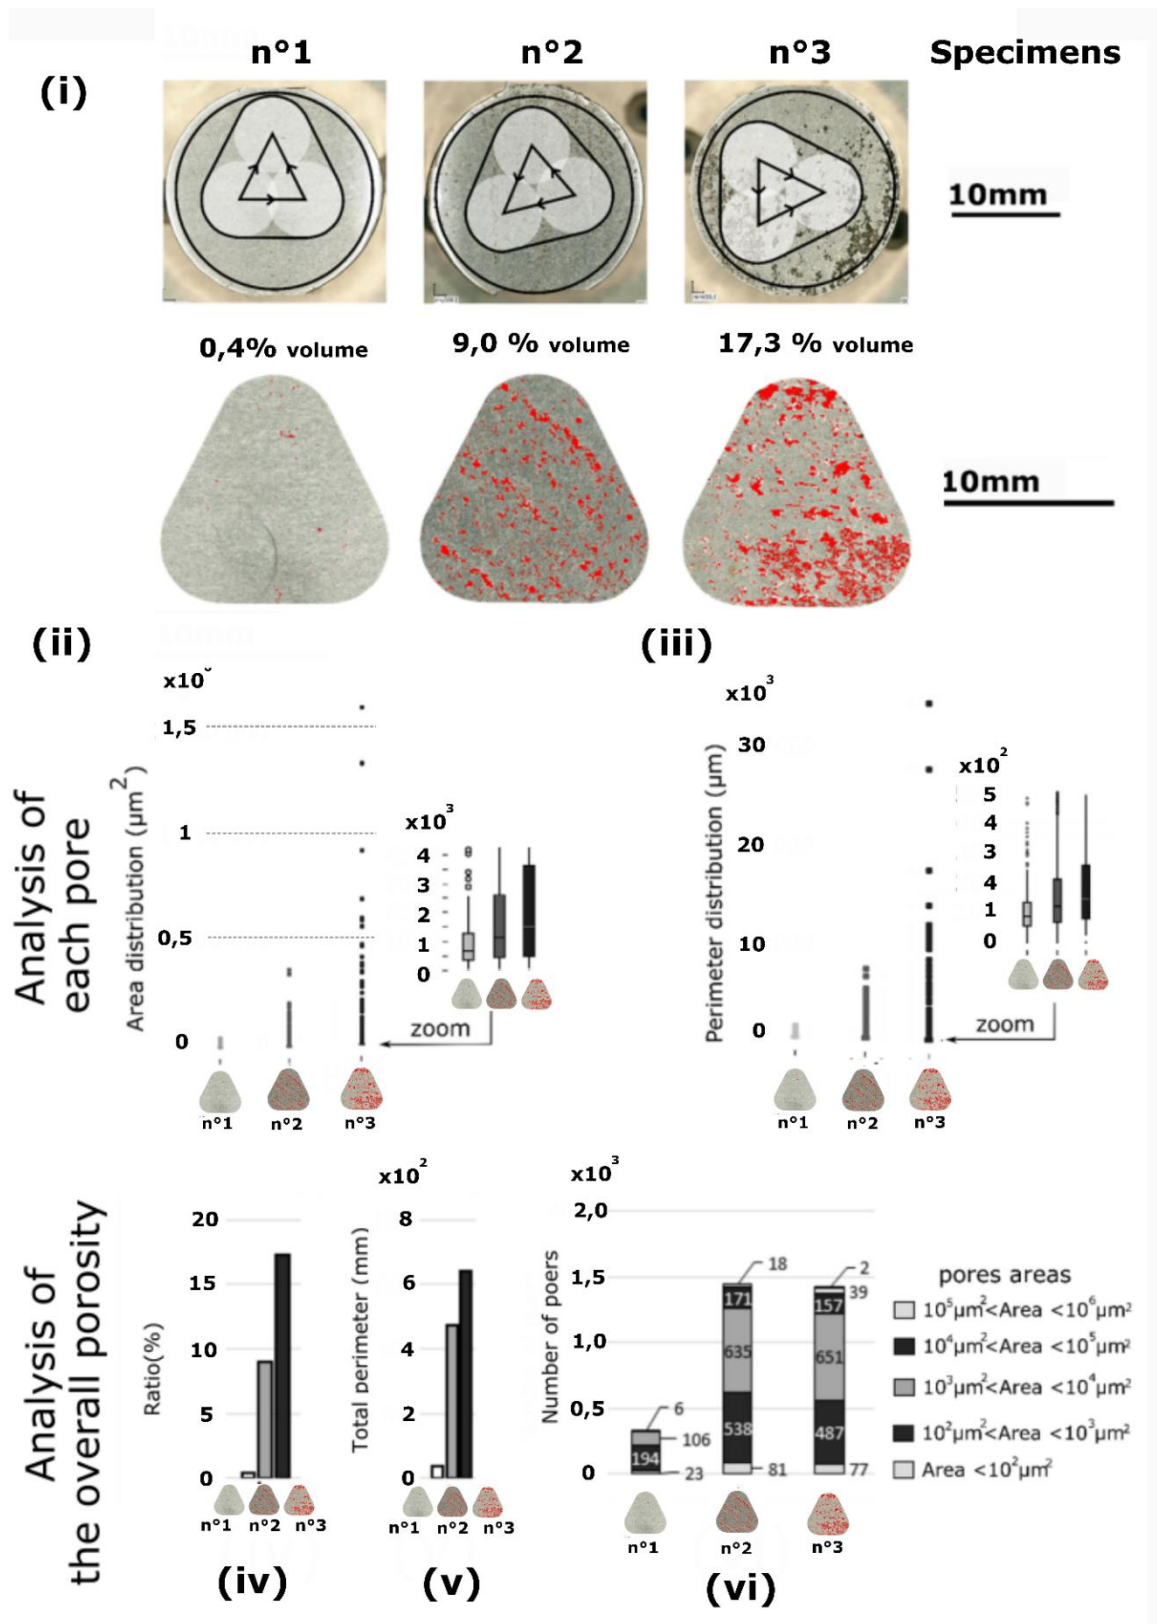 n°1 n°2 n°3 Specimens
(i)
10mm
0,4% volume 9,0 % volume 17,3 % volume
10mm
(ii)
x10
1,5
1
0,5
0
Area distribution (µm²)
x10³
4
3
2
1
0
zoom
n°1 n°2 n°3
(iii)
x10³
30
20
10
0
Perimeter distribution (µm)
x10²
5
4
3
4
1
0
zoom
n°1 n°2 n°3
Analysis of
each pore
Analysis of
the overall porosity
20
15
10
5
0
Ratio(%)
n°1 n°2 n°3
(iv)
x10²
8
6
4
2
0
Total perimeter (mm)
n°1 n°2 n°3
(v)
x10³
2,0
1,5
1,0
0,5
0
Number of poers
6
106
194
23
18
171
635
538
81
2
39
157
651
487
77
n°1 n°2 n°3
(vi)
pores areas
10⁵µm²<Area <10⁶µm²
10⁴µm²<Area <10⁵µm²
10³µm²<Area <10⁴µm²
10²µm²<Area <10³µm²
Area <10²µm²